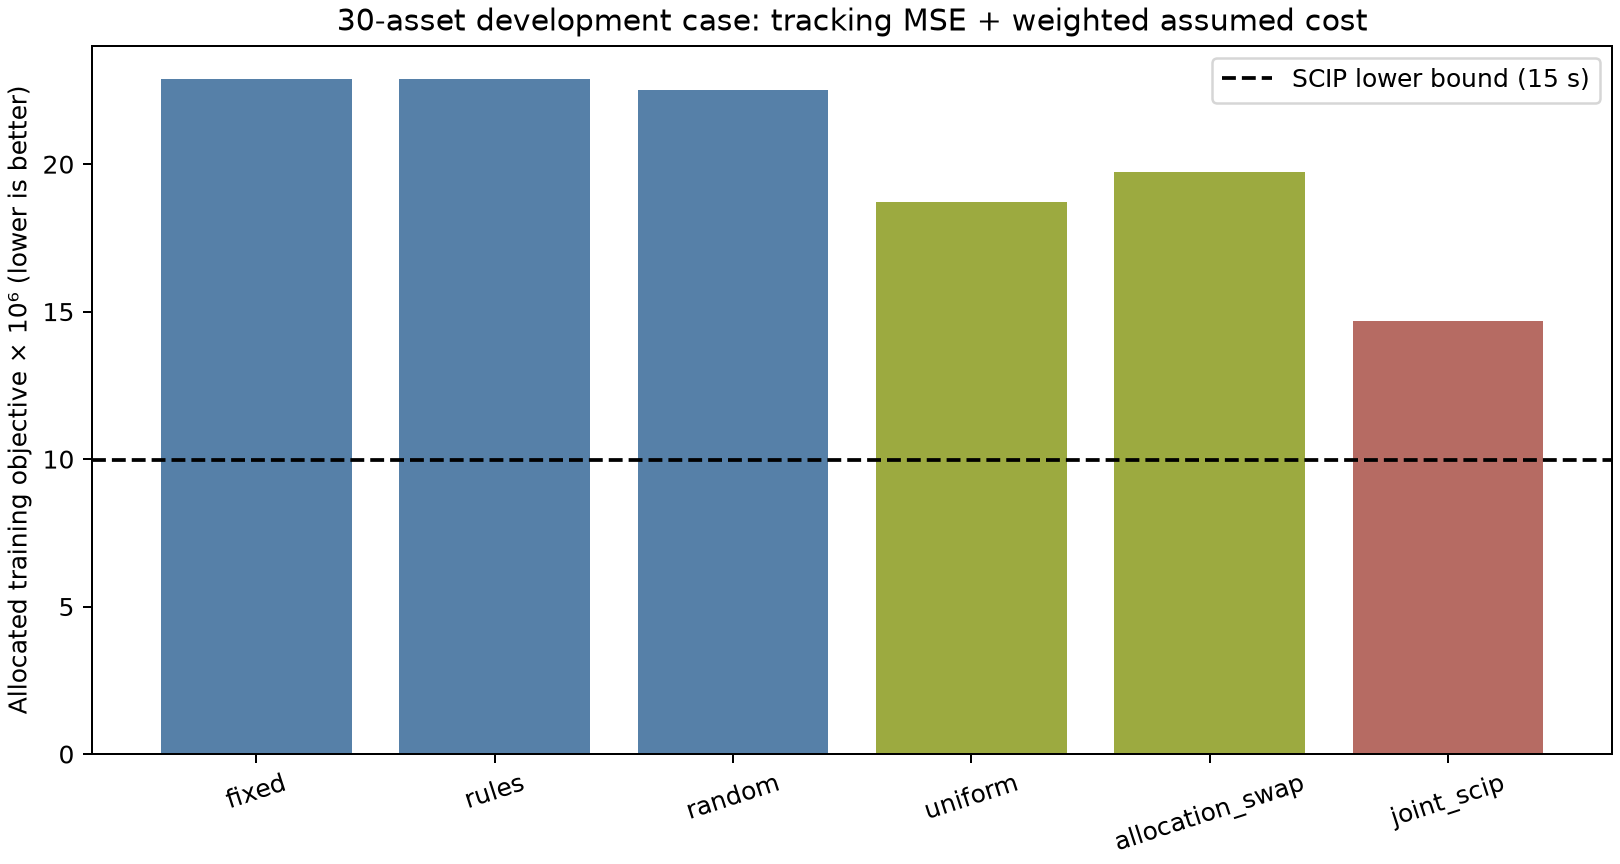 30-asset development case: tracking MSE + weighted assumed cost
SCIP lower bound (15 s)
Allocated training objective × 10⁶ (lower is better)
20
15
10
5
0
fixed
rules
random
uniform
allocation_swap
joint_scip